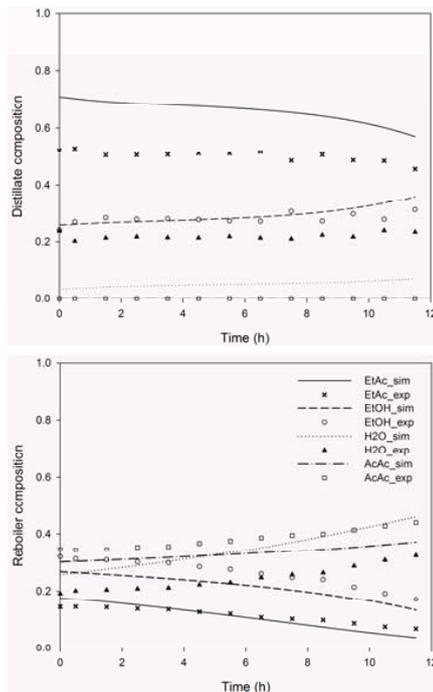 1.0
0.8
0.6
0.4
0.2
0.0
Distillate composition
0 2 4 6 8 10 12
Time (h)
1.0
0.8
0.6
0.4
0.2
0.0
Reboiler composition
EtAc_sim
EtAc_exp
EtOH_sim
EtOH_exp
H2O_sim
H2O_exp
AcAc_sim
AcAc_exp
0 2 4 6 8 10 12
Time (h)